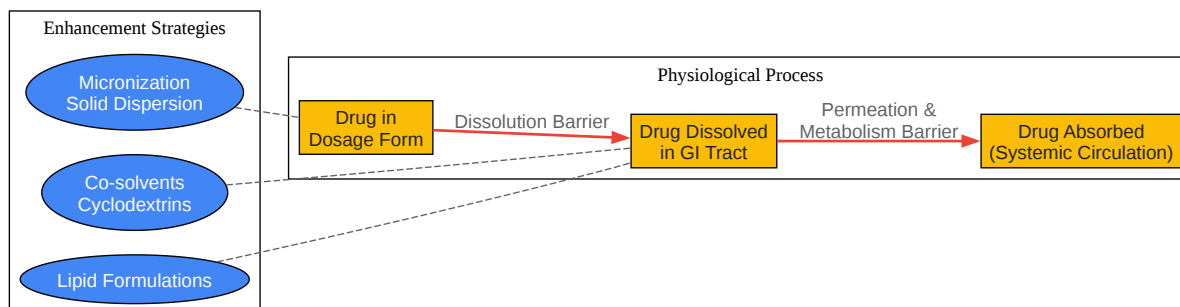 Enhancement Strategies
Micronization
Solid Dispersion
Co-solvents
Cyclodextrins
Lipid Formulations
Physiological Process
Drug in
Dosage Form
Dissolution Barrier
Drug Dissolved
in GI Tract
Permeation &
Metabolism Barrier
Drug Absorbed
(Systemic Circulation)